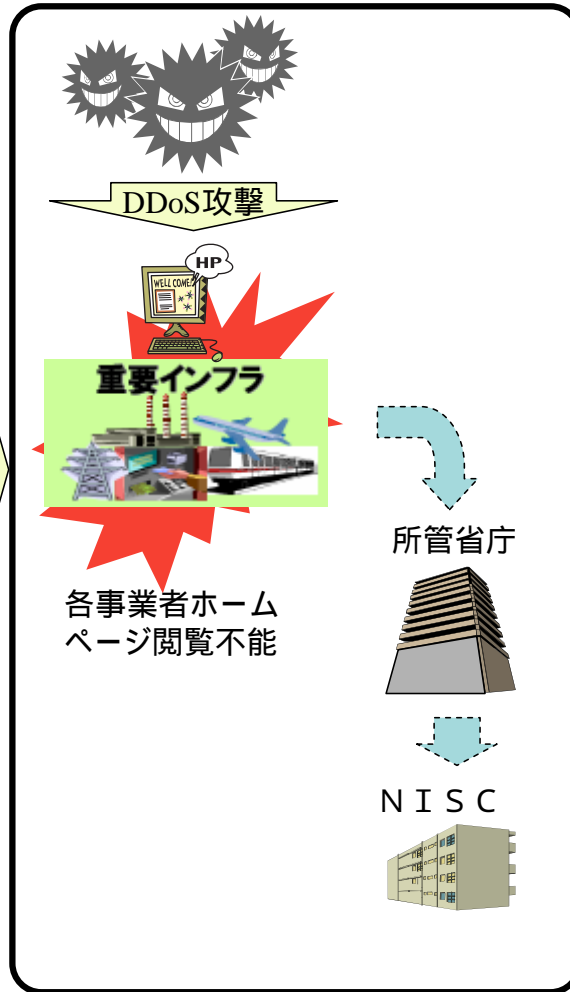 DDoS攻撃
HP
WELL COME!
重要インフラ
各事業者ホーム
ページ閲覧不能
所管省庁
ＮＩＳＣ